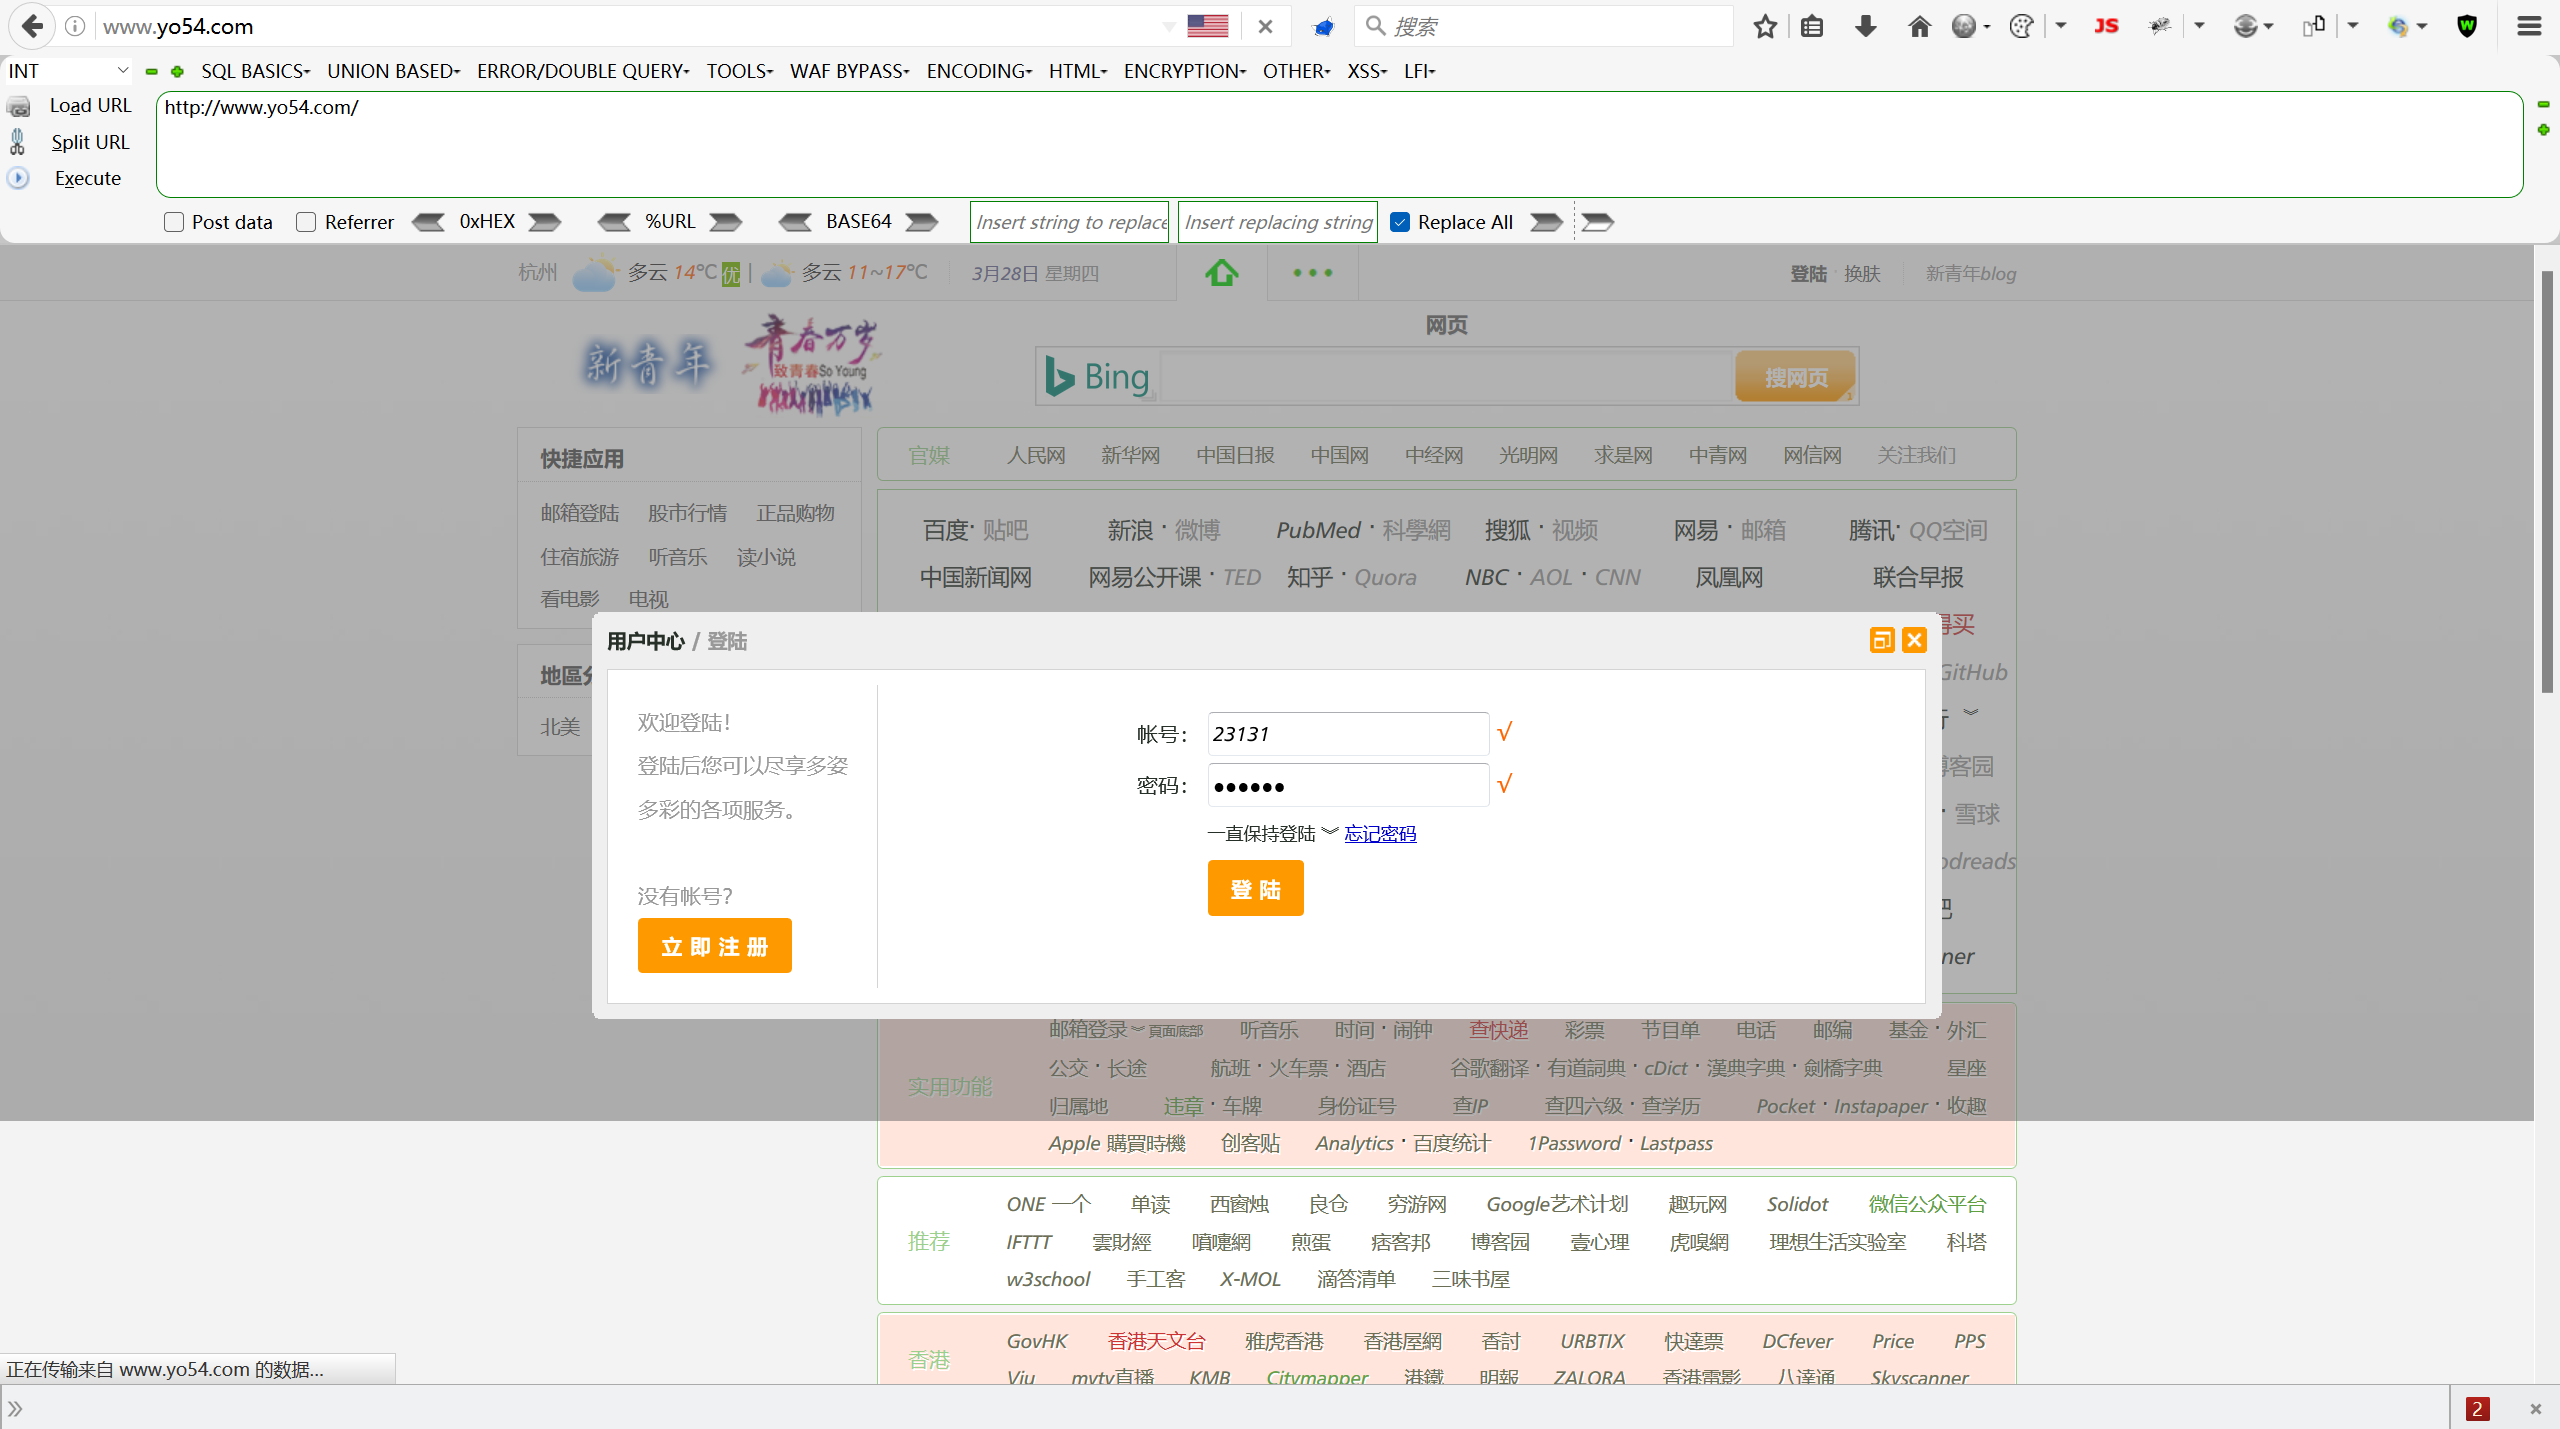 www.yo54.com
搜索
JS
INT SQL BASICS UNION BASED ERROR/DOUBLE QUERY TOOLS WAF BYPASS ENCODING HTML ENCRYPTION OTHER XSS LFI
Load URL
http://www.yo54.com/
Split URL
Execute
Post data Referrer 0xHEX %URL BASE64 Insert string to replace Insert replacing string Replace All
杭州 多云 14℃ 优 | 多云 11~17℃ 3月28日 星期四 登陆 · 换肤 新青年blog
网页
新青年
青春万岁
致青春So Young
Bing 搜网页
快捷应用
邮箱登陆 股市行情 正品购物
住宿旅游 听音乐 读小说
看电影 电视
北美
官媒 人民网 新华网 中国日报 中国网 中经网 光明网 求是网 中青网 网信网 关注我们
百度· 贴吧 新浪 · 微博 PubMed · 科學網 搜狐 · 视频 网易 · 邮箱 腾讯· QQ空间
中国新闻网 网易公开课 · TED 知乎 · Quora NBC · AOL · CNN 凤凰网 联合早报
得买
GitHub
博客园
· 雪球
用户中心 / 登陆
欢迎登陆！
登陆后您可以尽享多姿
多彩的各项服务。
没有帐号？
立即注册
帐号： 23131 √
密码： ●●●●●● √
一直保持登陆 忘记密码
登 陆
实用功能
邮箱登录 頁面底部 听音乐 时间 · 闹钟 查快递 彩票 节目单 电话 邮编 基金 · 外汇
公交 · 长途 航班 · 火车票 · 酒店 谷歌翻译 · 有道詞典 · cDict · 漢典字典 · 劍橋字典 星座
归属地 违章 · 车牌 身份证号 查IP 查四六级 · 查学历 Pocket · Instapaper · 收趣
Apple 購買時機 创客贴 Analytics · 百度统计 1Password · Lastpass
推荐
ONE 一个 单读 西窗烛 良仓 穷游网 Google艺术计划 趣玩网 Solidot 微信公众平台
IFTTT 雲財經 噴嚏網 煎蛋 痞客邦 博客园 壹心理 虎嗅網 理想生活实验室 科塔
w3school 手工客 X-MOL 滴答清单 三味书屋
香港
GovHK 香港天文台 雅虎香港 香港屋網 香討 URBTIX 快達票 DCfever Price PPS
Viu mytv直播 KMB Citymapper 港鐵 明報 ZALORA 香港電影 八達通 Skyscanner
正在传输来自 www.yo54.com 的数据...
2